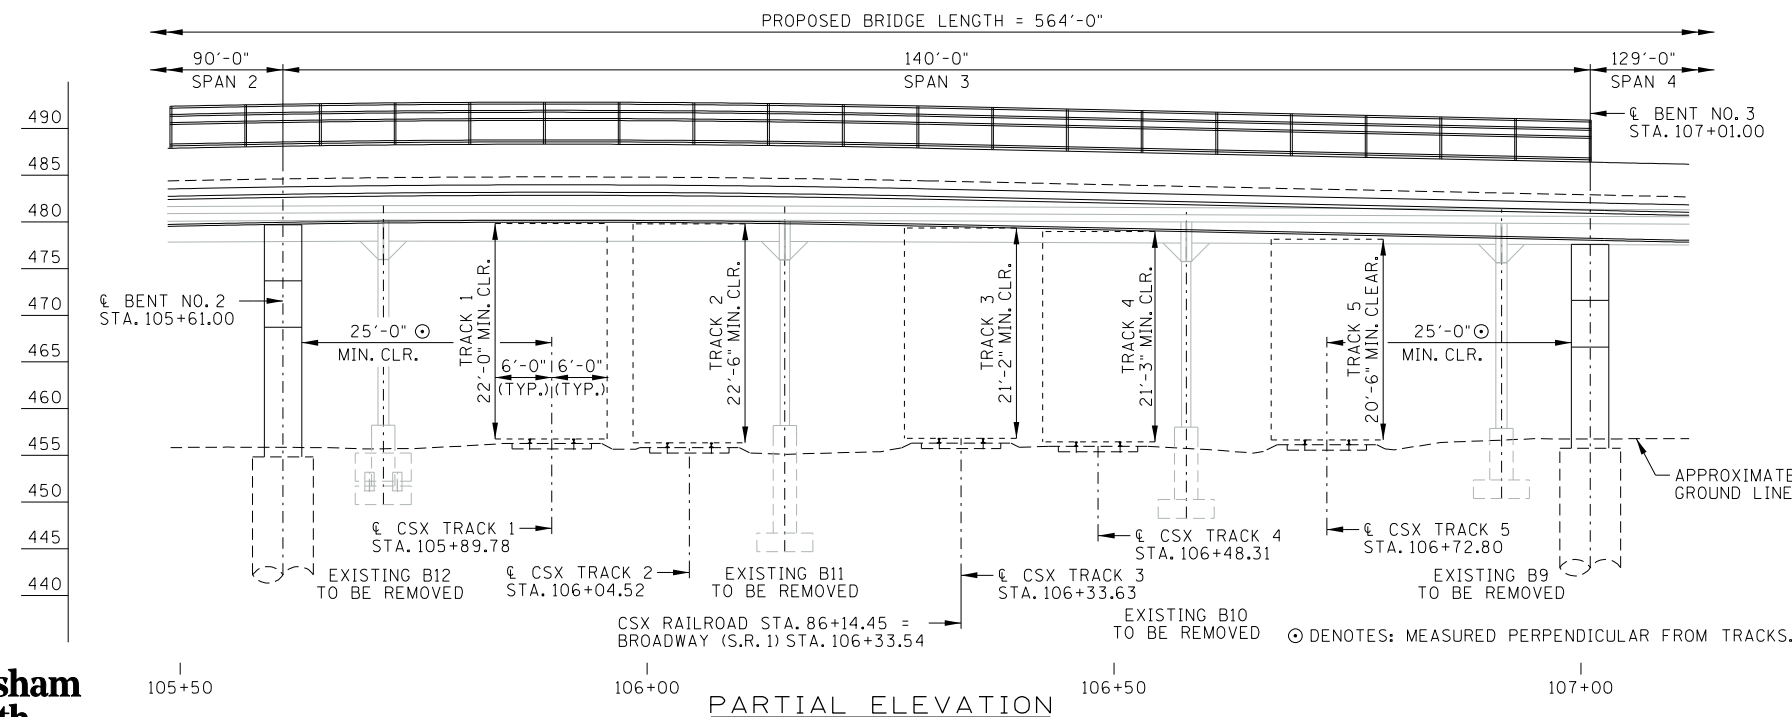 PROPOSED BRIDGE LENGTH = 564'-0"
90'-0"
SPAN 2
140'-0"
SPAN 3
129'-0"
SPAN 4
℄ BENT NO. 3
STA. 107+01.00
490
485
480
475
470
465
460
455
450
445
440
℄ BENT NO. 2
STA. 105+61.00
25'-0" ⊙
MIN. CLR.
TRACK 1
22'-0" MIN. CLR.
6'-0"
(TYP.)
6'-0"
(TYP.)
TRACK 2
22'-6" MIN. CLR.
TRACK 3
21'-2" MIN. CLR.
TRACK 4
21'-3" MIN. CLR.
TRACK 5
20'-6" MIN. CLEAR.
25'-0" ⊙
MIN. CLR.
APPROXIMATE
GROUND LINE
℄ CSX TRACK 1
STA. 105+89.78
℄ CSX TRACK 2
STA. 106+04.52
℄ CSX TRACK 3
STA. 106+33.63
℄ CSX TRACK 4
STA. 106+48.31
℄ CSX TRACK 5
STA. 106+72.80
EXISTING B12
TO BE REMOVED
EXISTING B11
TO BE REMOVED
EXISTING B10
TO BE REMOVED
EXISTING B9
TO BE REMOVED
CSX RAILROAD STA. 86+14.45 =
BROADWAY (S.R. 1) STA. 106+33.54
⊙ DENOTES: MEASURED PERPENDICULAR FROM TRACKS.
105+50
106+00
106+50
107+00
PARTIAL ELEVATION
sham